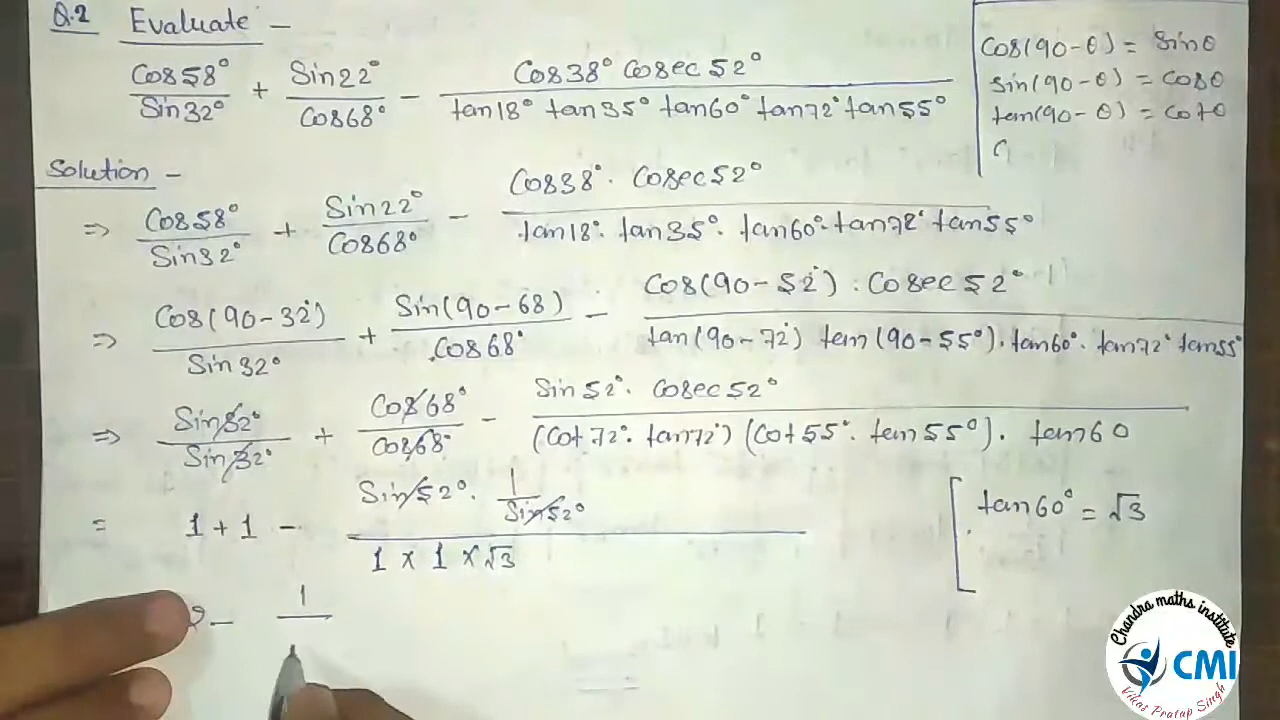 Q.2 Evaluate -
Cos58°/Sin32° + Sin22°/Cos68° - Cos38° Cosec52°/tan18° tan35° tan60° tan72° tan55°
Cos(90-θ) = Sinθ
Sin(90-θ) = Cosθ
tan(90-θ) = Cotθ
C
Solution -
⇒ Cos58°/Sin32° + Sin22°/Cos68° - Cos38°. Cosec52°/tan18°. tan35°. tan60°. tan72° tan55°
⇒ Cos(90-32°)/Sin32° + Sin(90-68)/Cos68° - Cos(90-52°). Cosec52°/tan(90-72°) tan(90-55°). tan60°. tan72° tan55°
⇒ Sin32°/Sin32° + Cos68°/Cos68° - Sin52°. Cosec52°/(Cot72°. tan72°) (Cot55°. tan55°). tan60
= 1 + 1 - Sin52°. 1/Sin52°/1 x 1 x √3
[tan60° = √3
2 - 1
Chandra maths institute
CMI
Vikas Pratap Singh